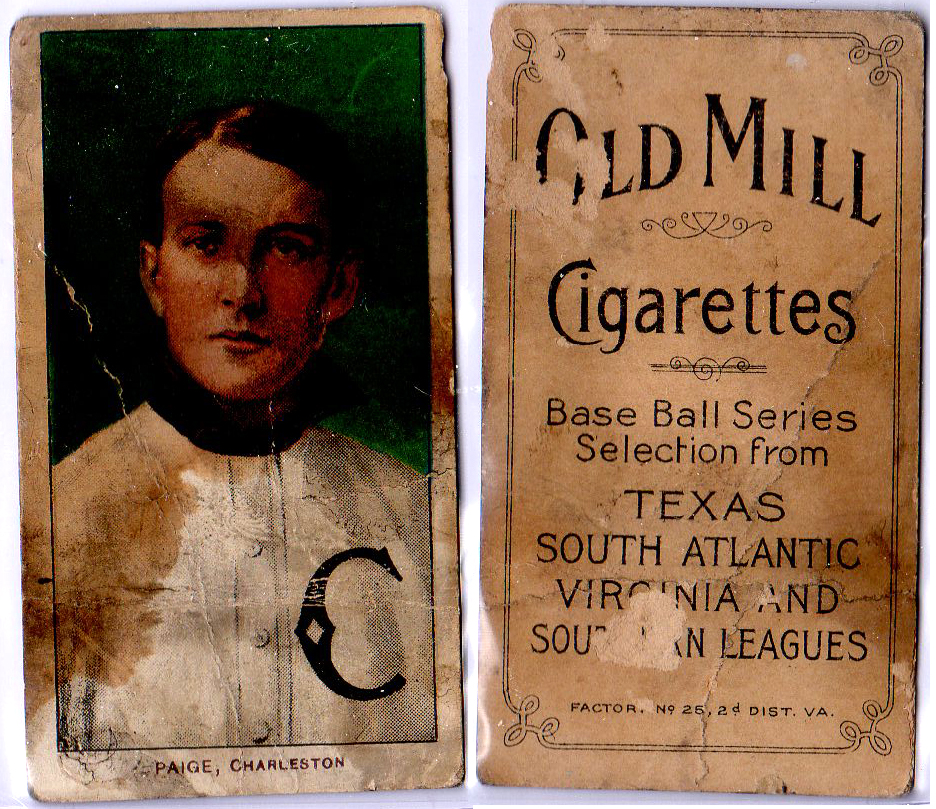 C
PAIGE, CHARLESTON
OLD MILL
Cigarettes
Base Ball Series
Selection from
TEXAS
SOUTH ATLANTIC
VIRGINIA AND
SOUTHERN LEAGUES
FACTOR. Nº 25, 2d DIST. VA.